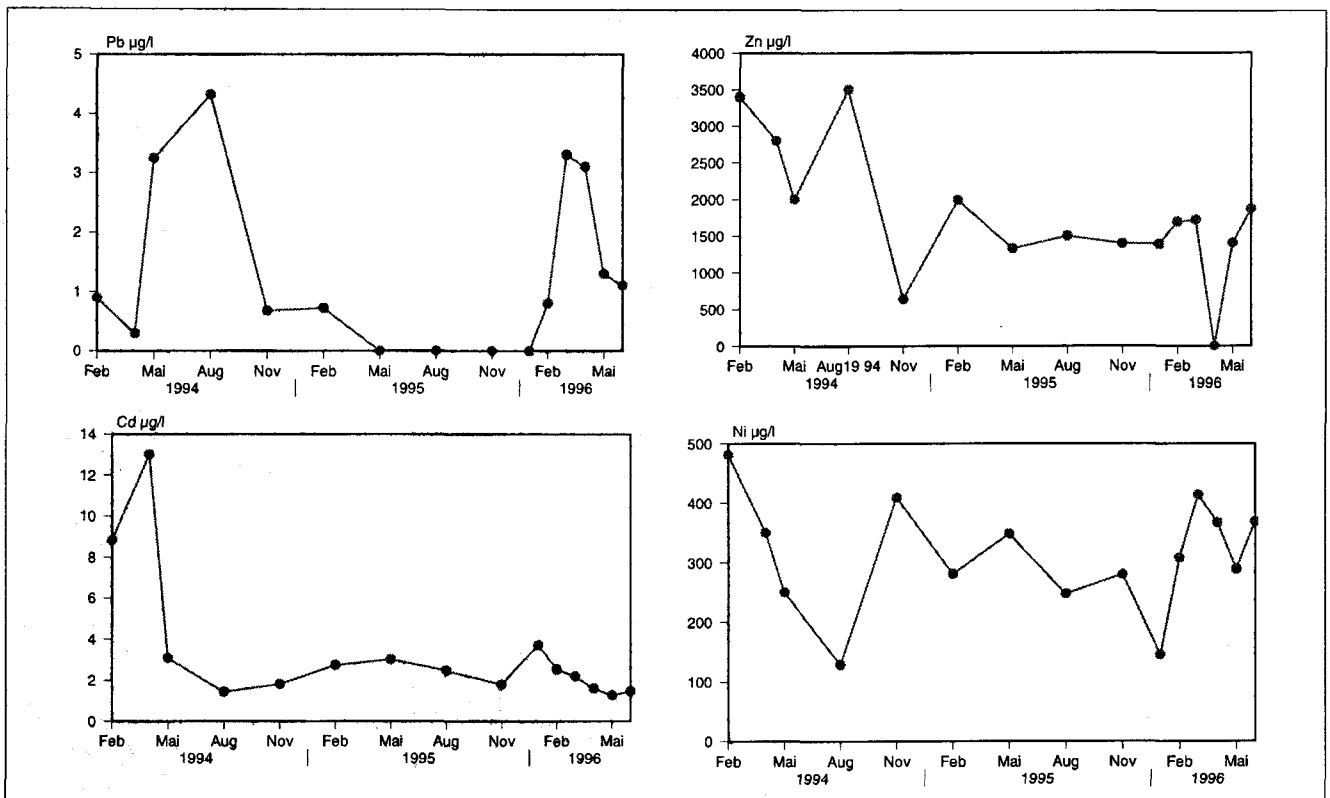 Pb µg/l
5
4
3
2
1
0
Feb Mai Aug Nov Feb Mai Aug Nov Feb Mai
1994 | 1995 | 1996
Zn µg/l
4000
3500
3000
2500
2000
1500
1000
500
0
Feb Mai Aug19 94 Nov Feb Mai Aug Nov Feb Mai
1994 | 1995 | 1996
Cd µg/l
14
12
10
8
6
4
2
0
Feb Mai Aug Nov Feb Mai Aug Nov Feb Mai
1994 | 1995 | 1996
Ni µg/l
500
400
300
200
100
0
Feb Mai Aug Nov Feb Mai Aug Nov Feb Mai
1994 | 1995 | 1996